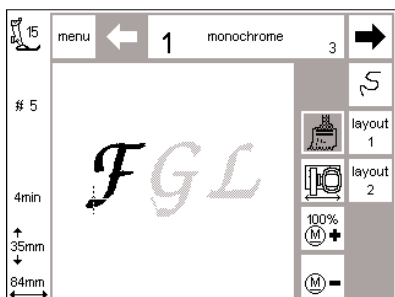 15 menu 1 monochrome 3
# 5
layout
1
FGL
layout
2
4min
100%
M +
35mm
M -
84mm